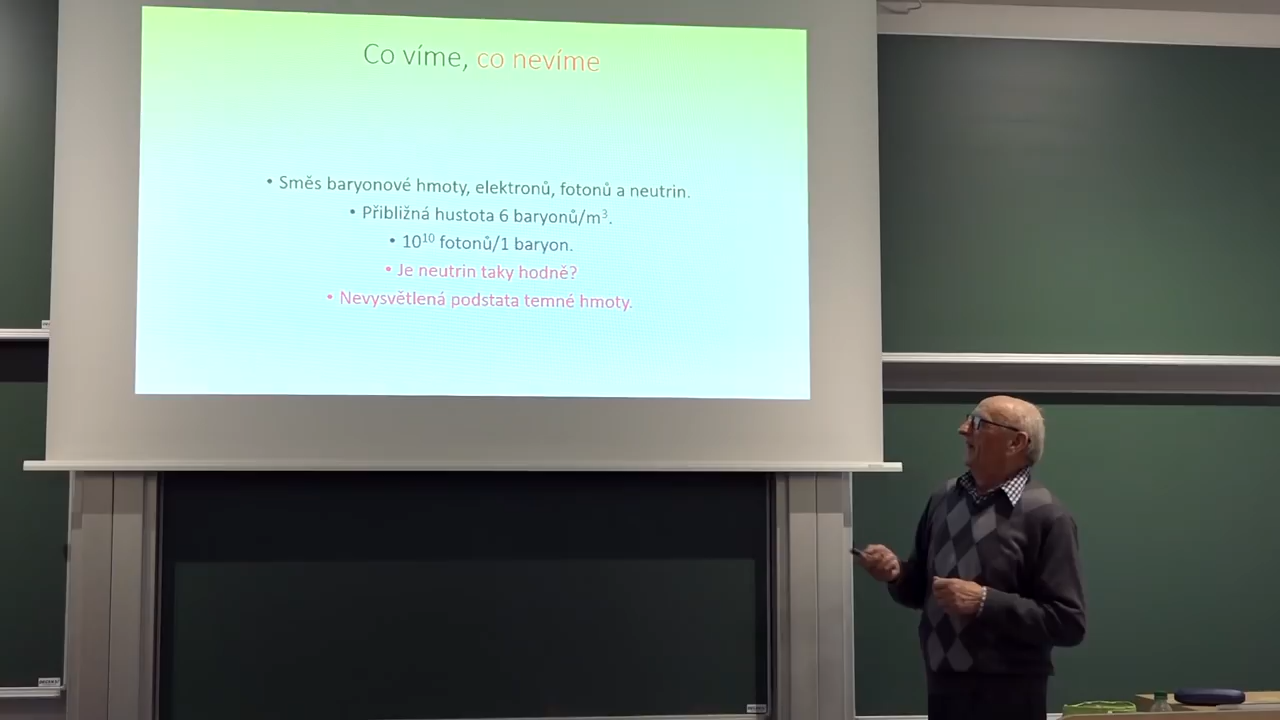 Co víme, co nevíme
• Směs baryonové hmoty, elektronů, fotonů a neutrin.
• Přibližná hustota 6 baryonů/m³.
• 10¹⁰ fotonů/1 baryon.
• Je neutrin taky hodně?
• Nevysvětlená podstata temné hmoty.